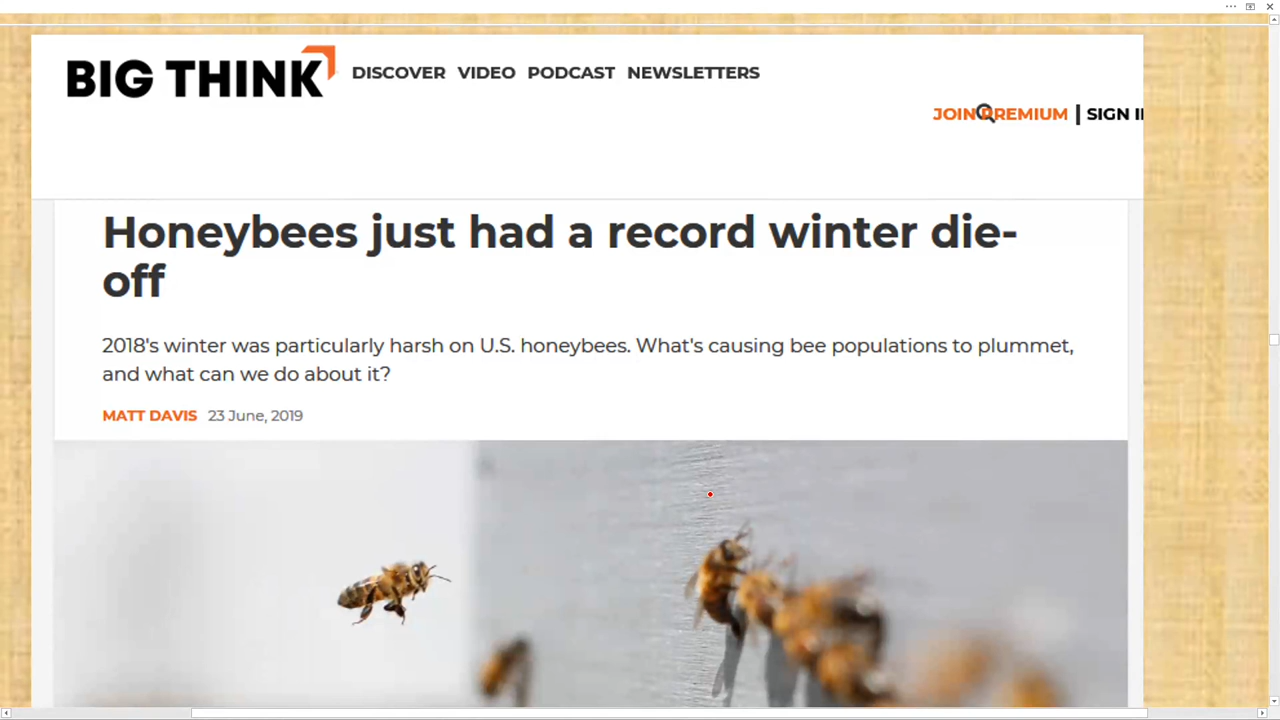 BIG THINK DISCOVER VIDEO PODCAST NEWSLETTERS
JOIN PREMIUM | SIGN I
Honeybees just had a record winter die-
off
2018's winter was particularly harsh on U.S. honeybees. What's causing bee populations to plummet,
and what can we do about it?
MATT DAVIS 23 June, 2019